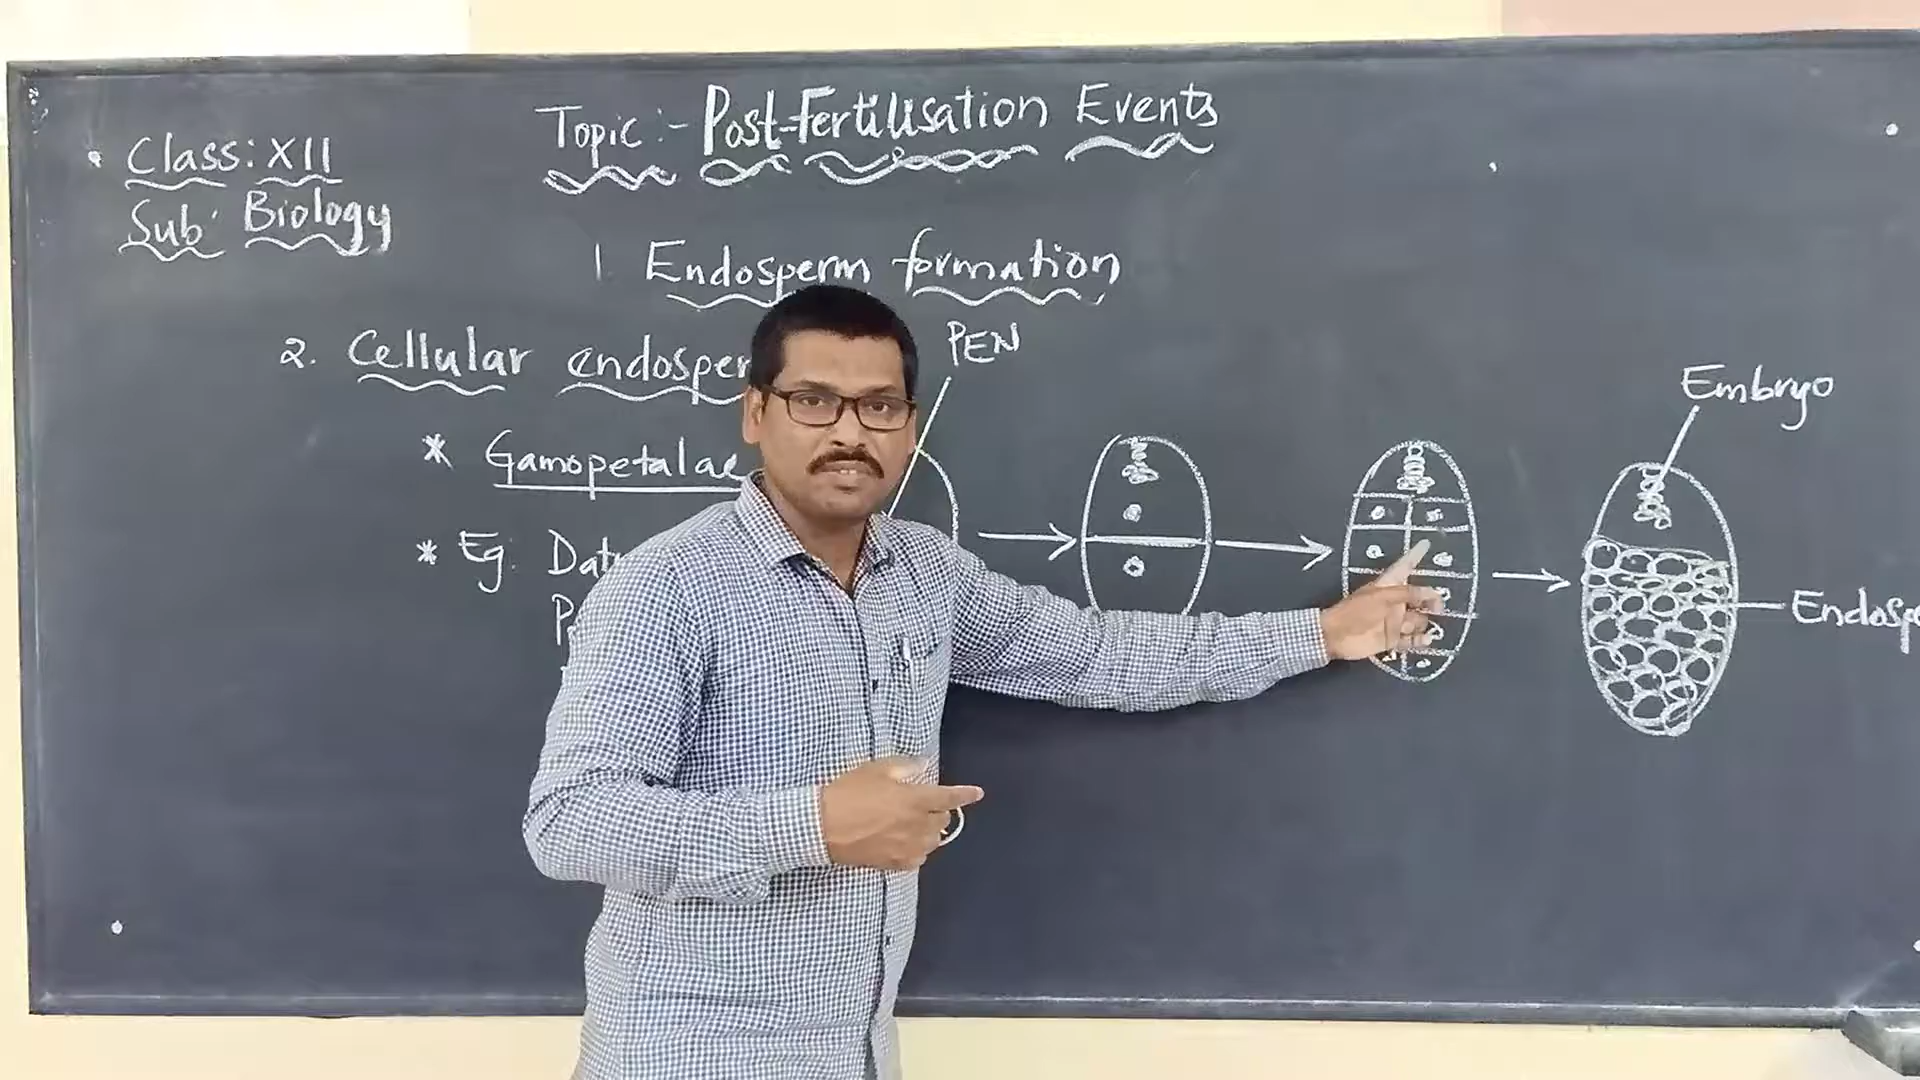 Class: XII
Sub: Biology
Topic :- Post-Fertilisation Events
1. Endosperm formation
2. Cellular endosper
PEN
* Gamopetalae
* Eg:
Embryo
Endosp